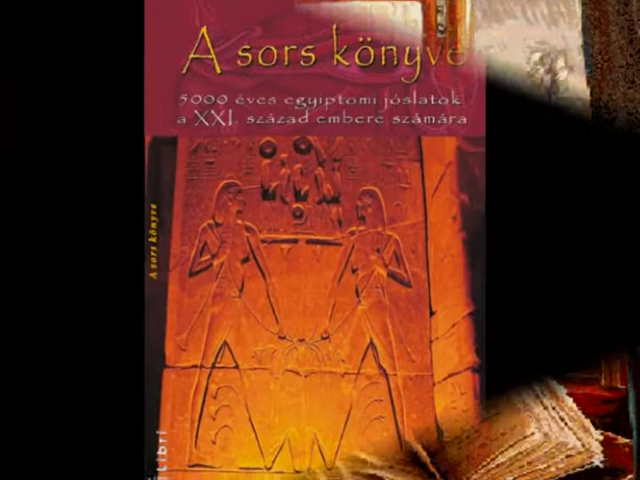 A sors könyve
5000 éves egyiptomi jóslatok
a XXI. század embere számára
A sors könyve